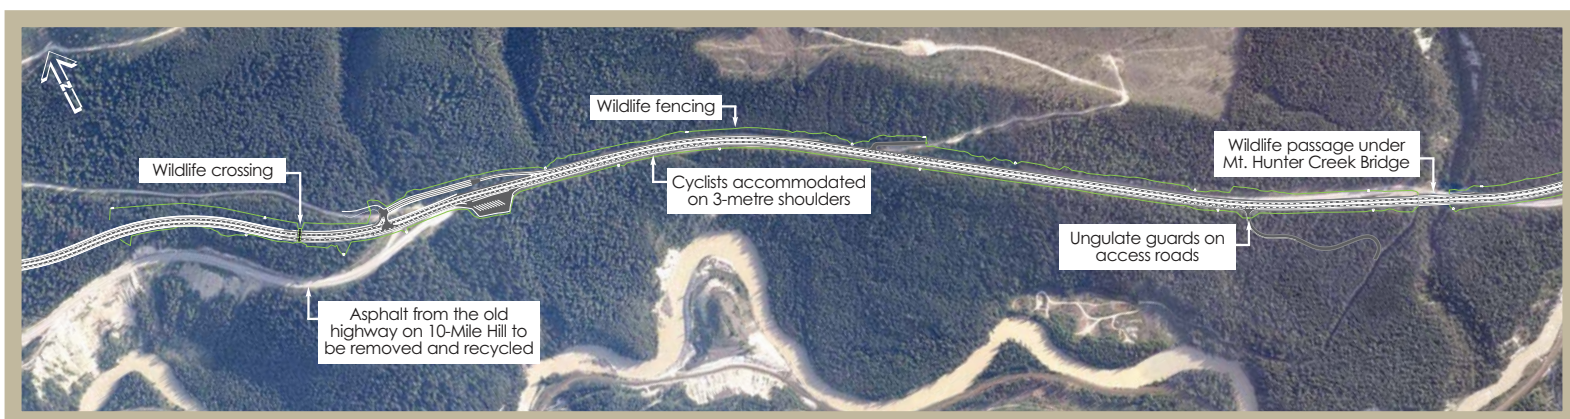 N
Wildlife fencing
Wildlife crossing
Cyclists accommodated
on 3-metre shoulders
Wildlife passage under
Mt. Hunter Creek Bridge
Ungulate guards on
access roads
Asphalt from the old
highway on 10-Mile Hill to
be removed and recycled